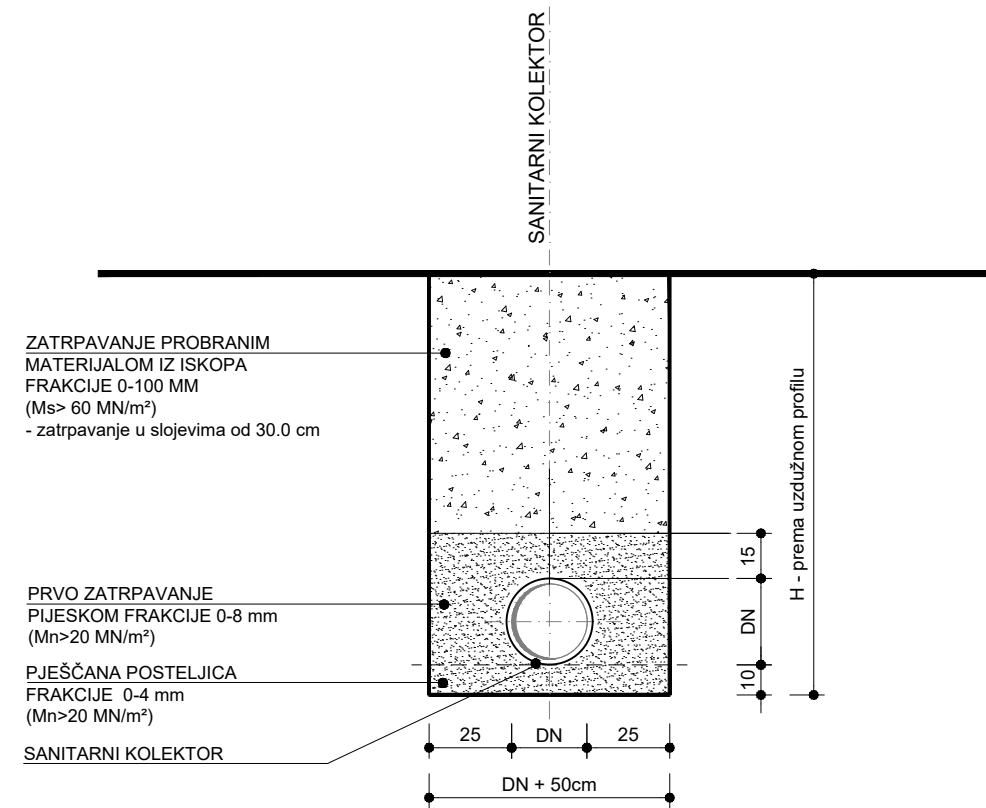 SANITARNI KOLEKTOR
ZATRPAVANJE PROBRANIM
MATERIJALOM IZ ISKOPA
FRAKCIJE 0-100 MM
(Ms> 60 MN/m²)
- zatrpavanje u slojevima od 30.0 cm
PRVO ZATRPAVANJE
PIJESKOM FRAKCIJE 0-8 mm
(Mn>20 MN/m²)
PJEŠČANA POSTELJICA
FRAKCIJE 0-4 mm
(Mn>20 MN/m²)
SANITARNI KOLEKTOR
15
DN
10
H - prema uzdužnom profilu
25 DN 25
DN + 50cm